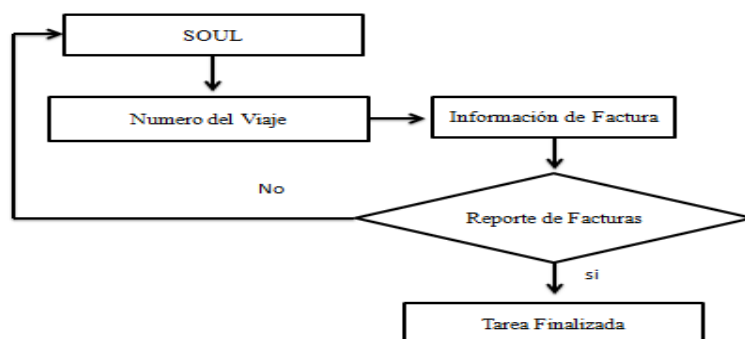 SOUL
Numero del Viaje
Información de Factura
No
Reporte de Facturas
si
Tarea Finalizada